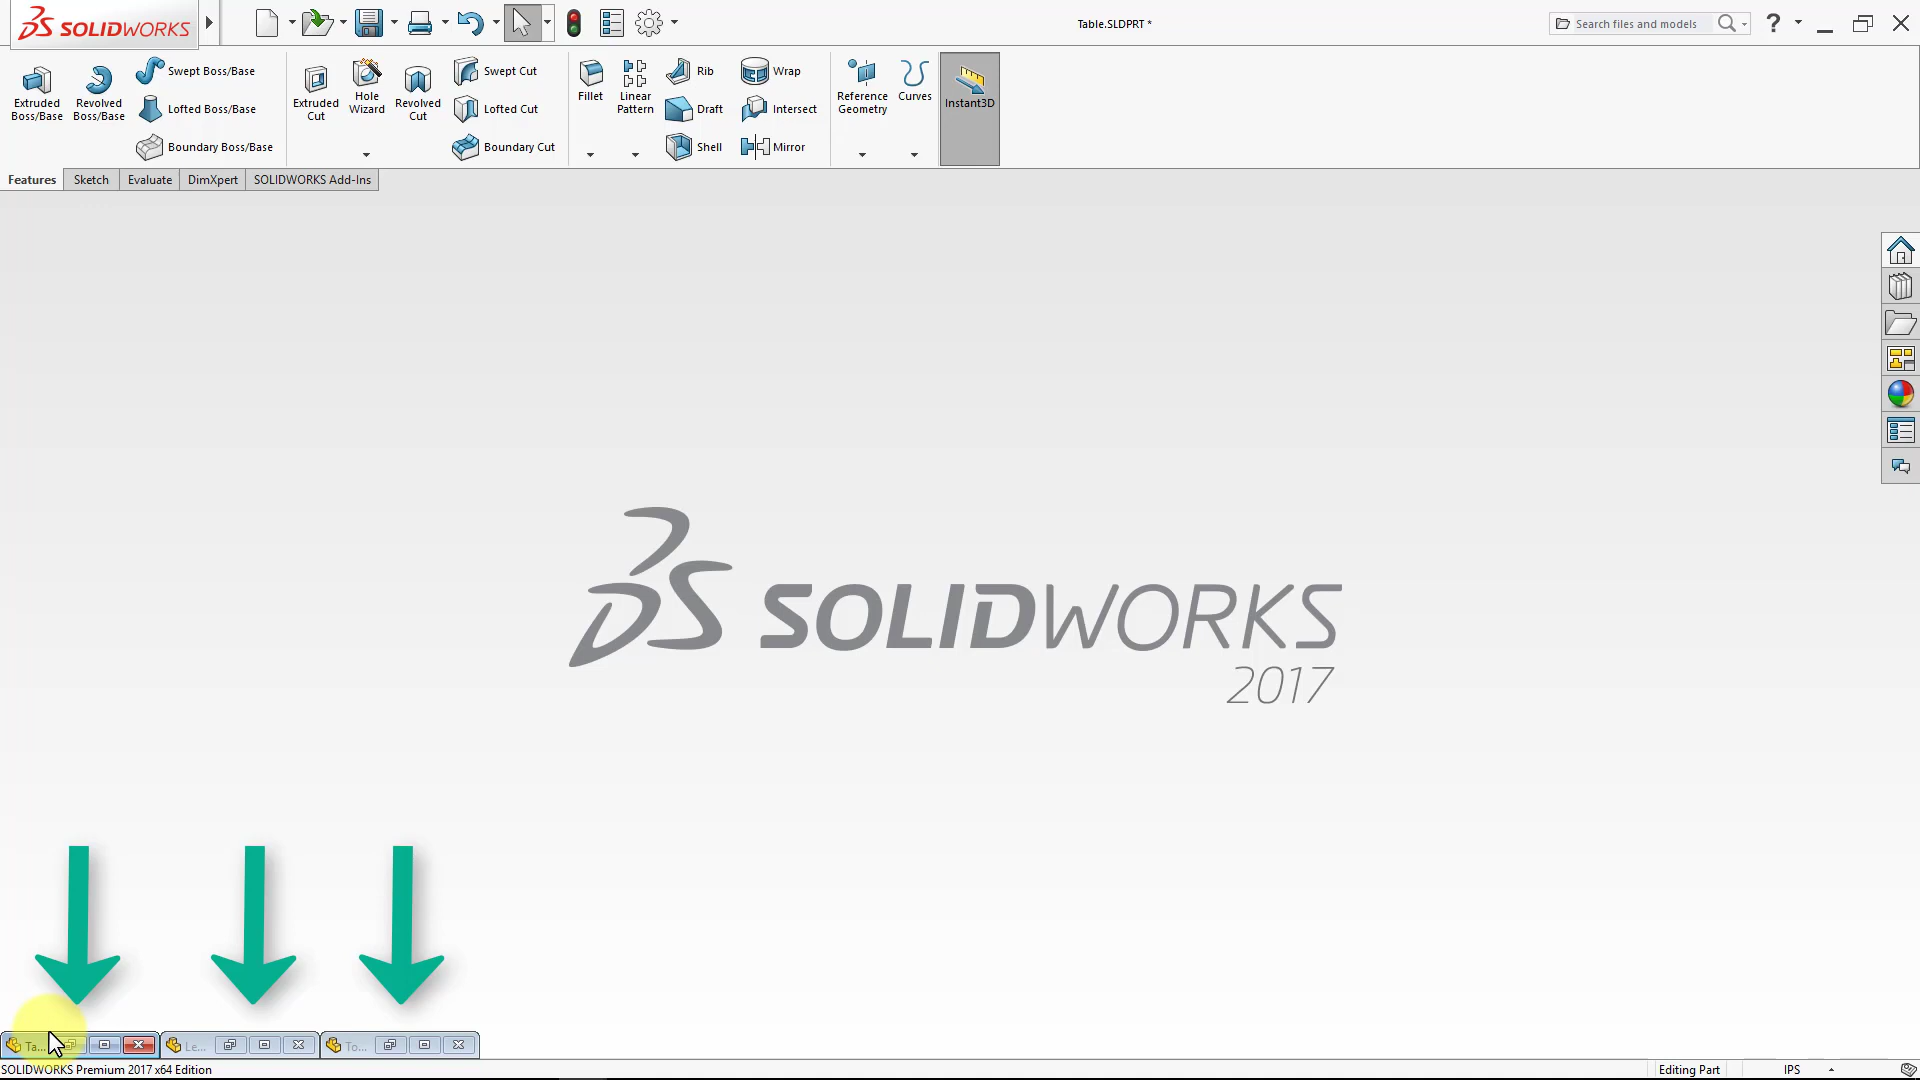 SOLIDWORKS
Table.SLDPRT *
Search files and models
?
Extruded Boss/Base
Revolved Boss/Base
Swept Boss/Base
Lofted Boss/Base
Boundary Boss/Base
Extruded Cut
Hole Wizard
Revolved Cut
Swept Cut
Lofted Cut
Boundary Cut
Fillet
Linear Pattern
Rib
Draft
Shell
Wrap
Intersect
Mirror
Reference Geometry
Curves
Instant3D
Features
Sketch
Evaluate
DimXpert
SOLIDWORKS Add-Ins
SOLIDWORKS
2017
Ta...
Le...
To...
SOLIDWORKS Premium 2017 x64 Edition
Editing Part
IPS